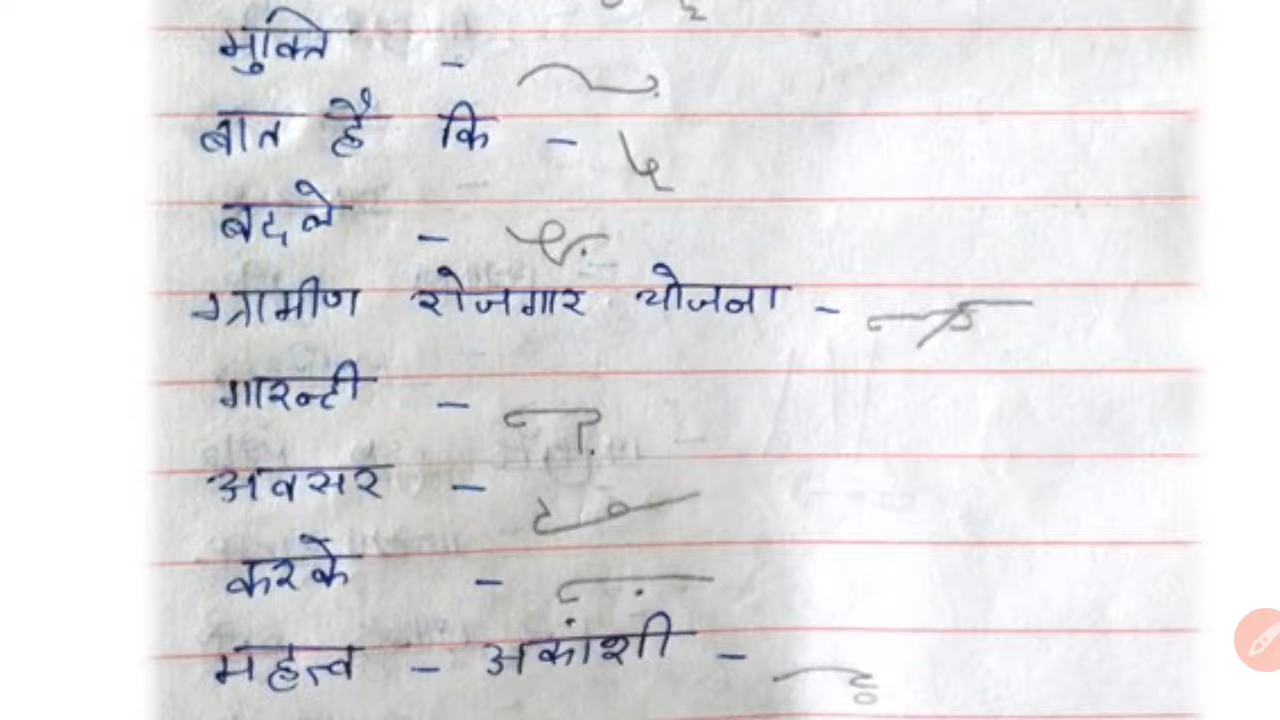 मुक्ति -
बात है कि -
बदले -
ग्रामीण रोजगार योजना -
गारन्टी -
अवसर -
करके -
महत्व - अकांशी -